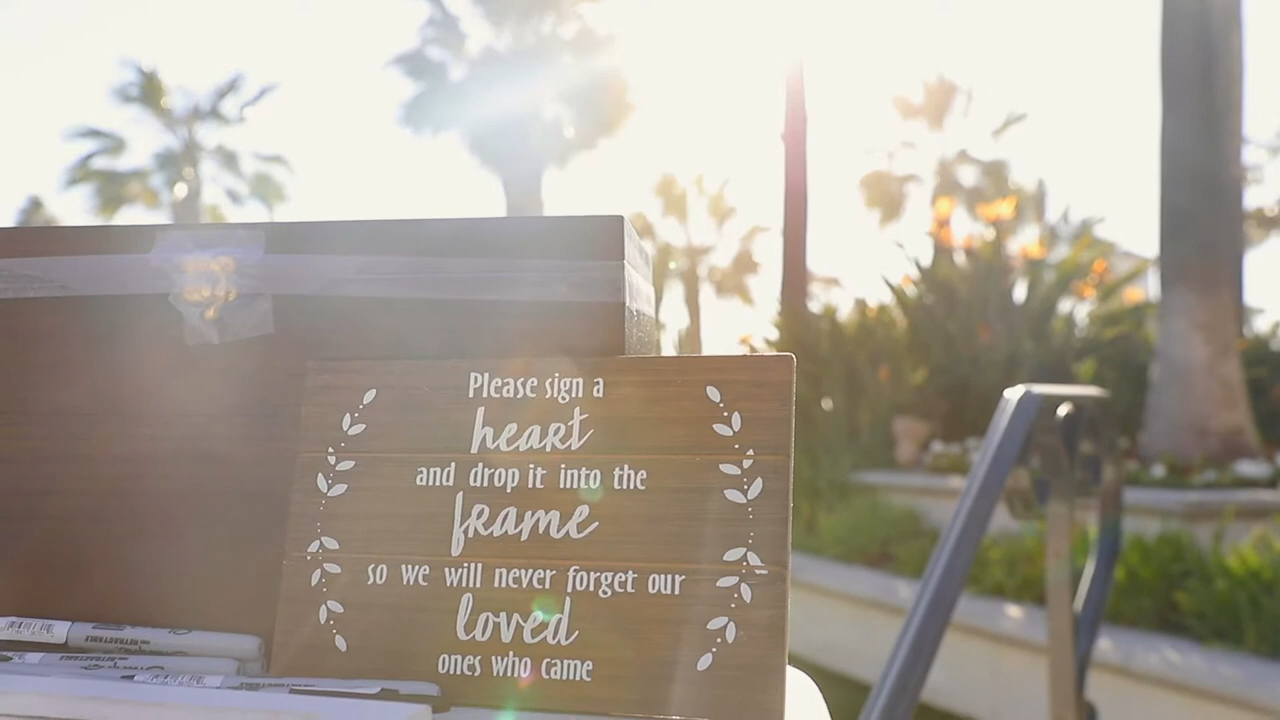 Please sign a
heart
and drop it into the
frame
so we will never forget our
loved
ones who came
RETRACTABLE